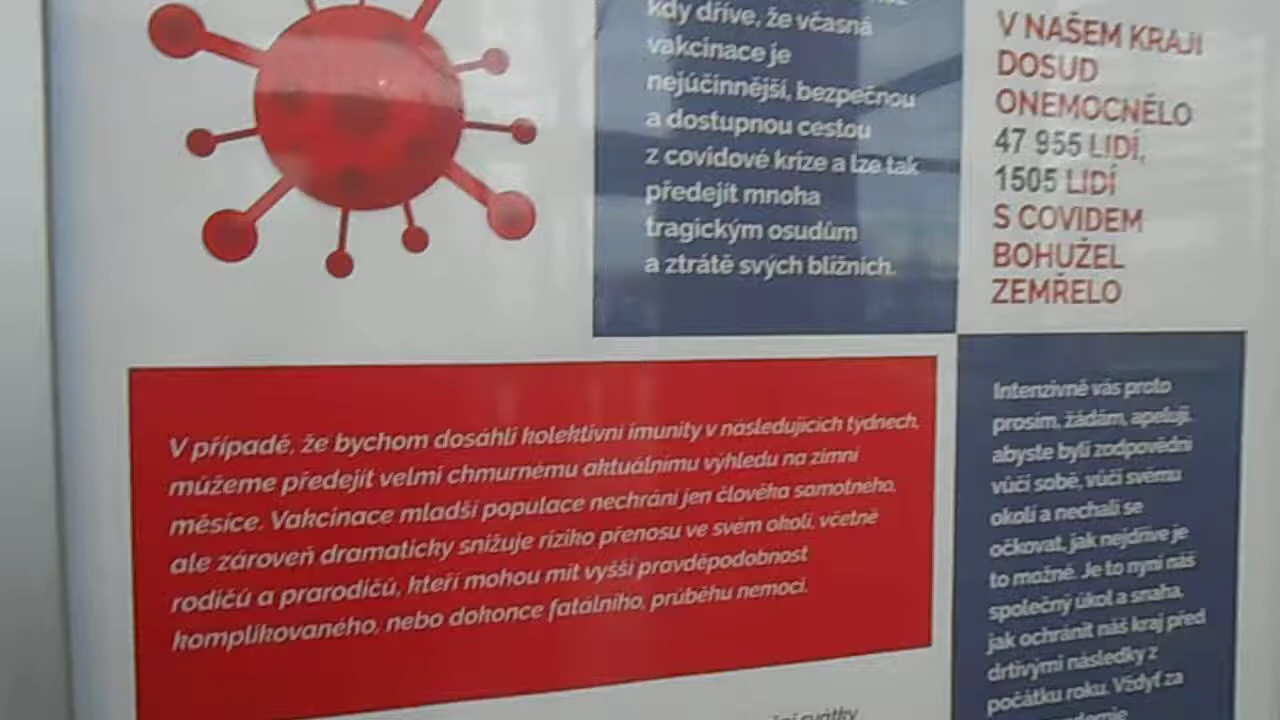 kdy dříve, že včasná
vakcinace je
nejúčinnější, bezpečnou
a dostupnou cestou
z covidové krize a lze tak
předejít mnoha
tragickým osudům
a ztrátě svých blízkých.
V NAŠEM KRAJI
DOSUD
ONEMOCNĚLO
47 955 LIDÍ,
1505 LIDÍ
S COVIDEM
BOHUŽEL
ZEMŘELO
V případě, že bychom dosáhli kolektivní imunity v následujících týdnech,
můžeme předejít velmi chmurnému aktuálnímu výhledu na zimní
měsíce. Vakcinace mladší populace nechrání jen člověka samotného,
ale zároveň dramaticky snižuje riziko přenosu ve svém okolí, včetně
rodičů a prarodičů, kteří mohou mít vyšší pravděpodobnost
komplikovaného, nebo dokonce fatálního, průběhu nemoci.
Intenzivně vás proto
prosím, žádám, apeluji,
abyste byli zodpovědní
vůči sobě, vůči svému
okolí a nechali se
očkovat, jak nejdříve je
to možné. Je to nyní náš
společný úkol a snaha,
jak ochránit náš kraj před
drtivými následky z
počátku roku. Vždyť za
svátky